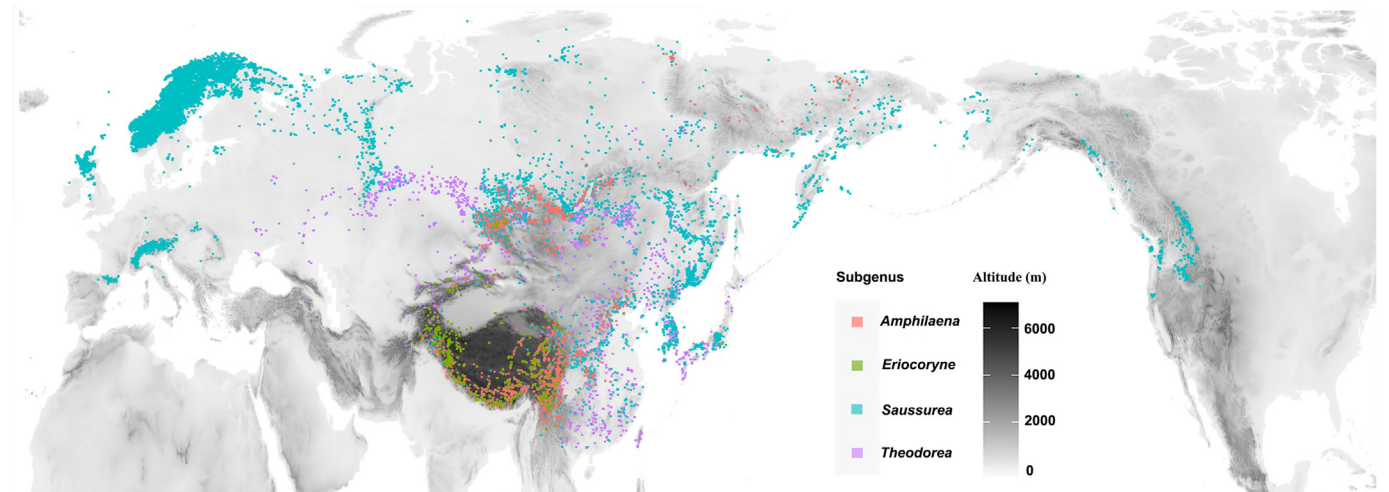 Subgenus
Amphilaena
Eriocoryne
Saussurea
Theodorea
Altitude (m)
6000
4000
2000
0